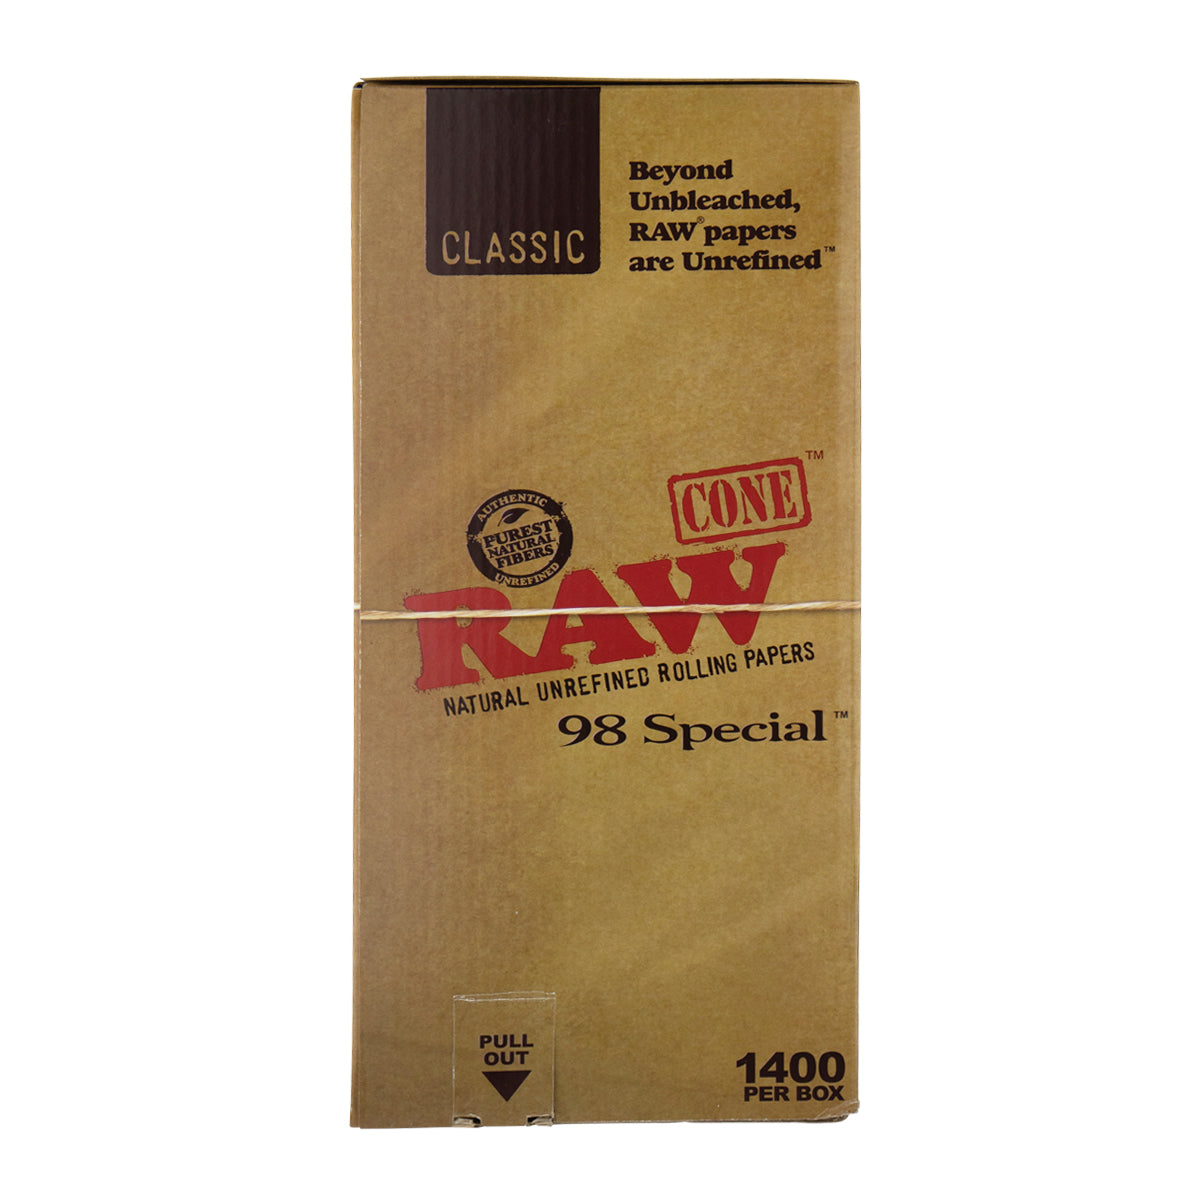 CLASSIC
Beyond
Unbleached,
RAW® papers
are Unrefined™
CONE™
AUTHENTIC
PUREST
NATURAL
FIBERS
UNREFINED
RAW
NATURAL UNREFINED ROLLING PAPERS
98 Special™
PULL
OUT
1400
PER BOX